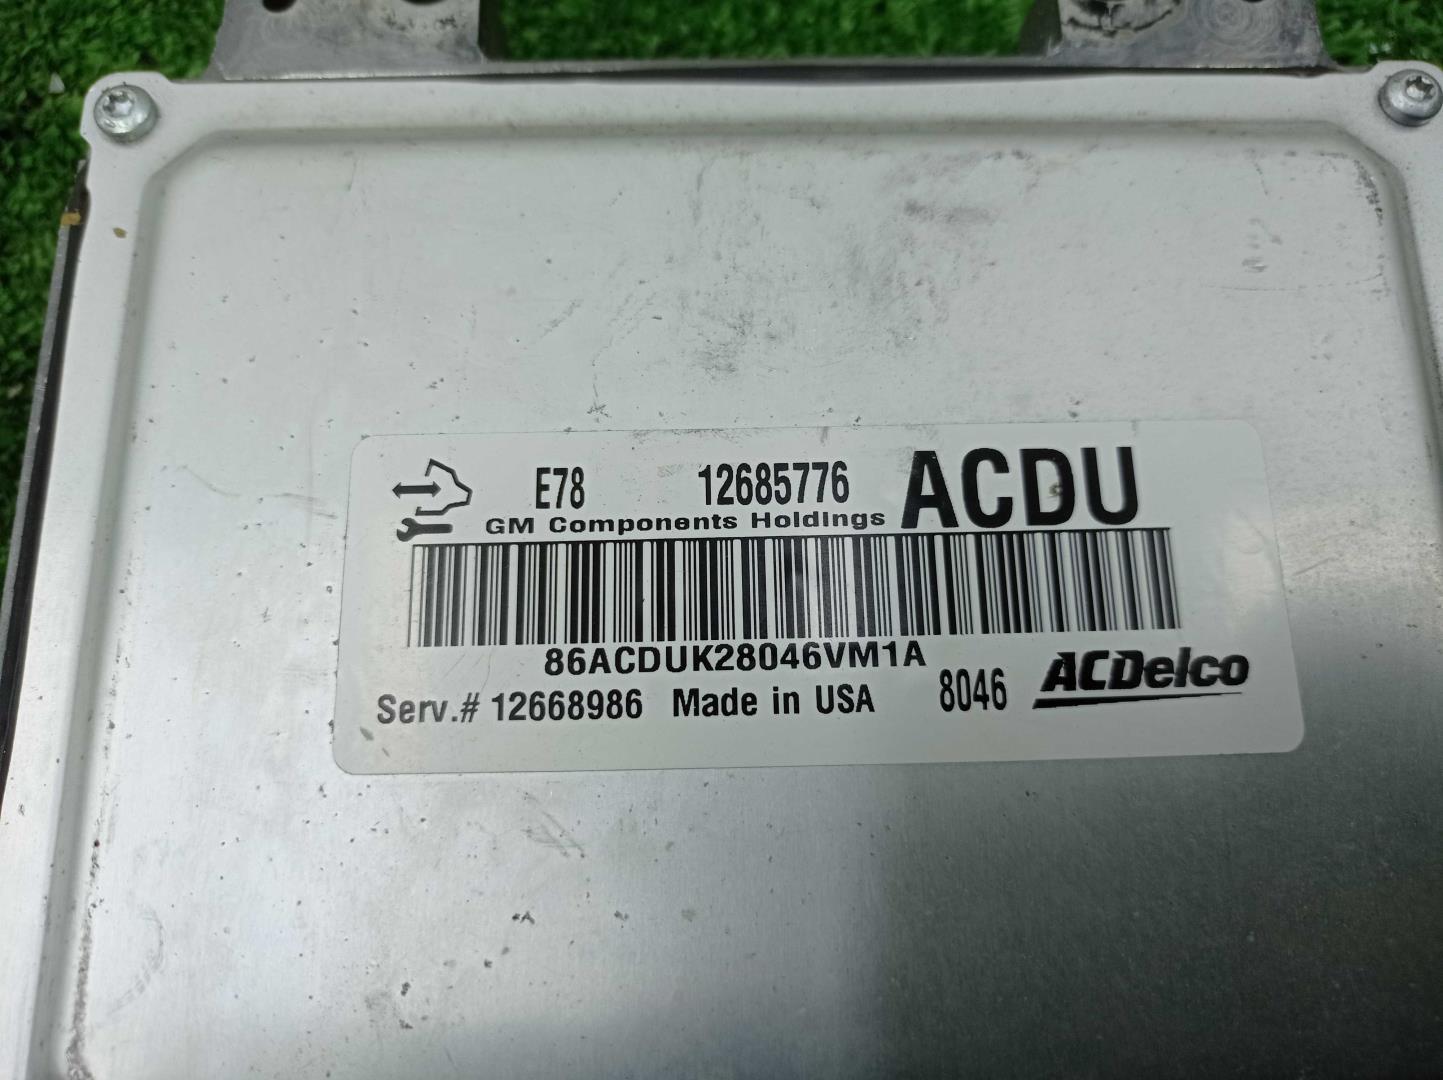 E78 12685776 ACDU
GM Components Holdings
86ACDUK28046VM1A
Serv.# 12668986 Made in USA 8046 ACDelco